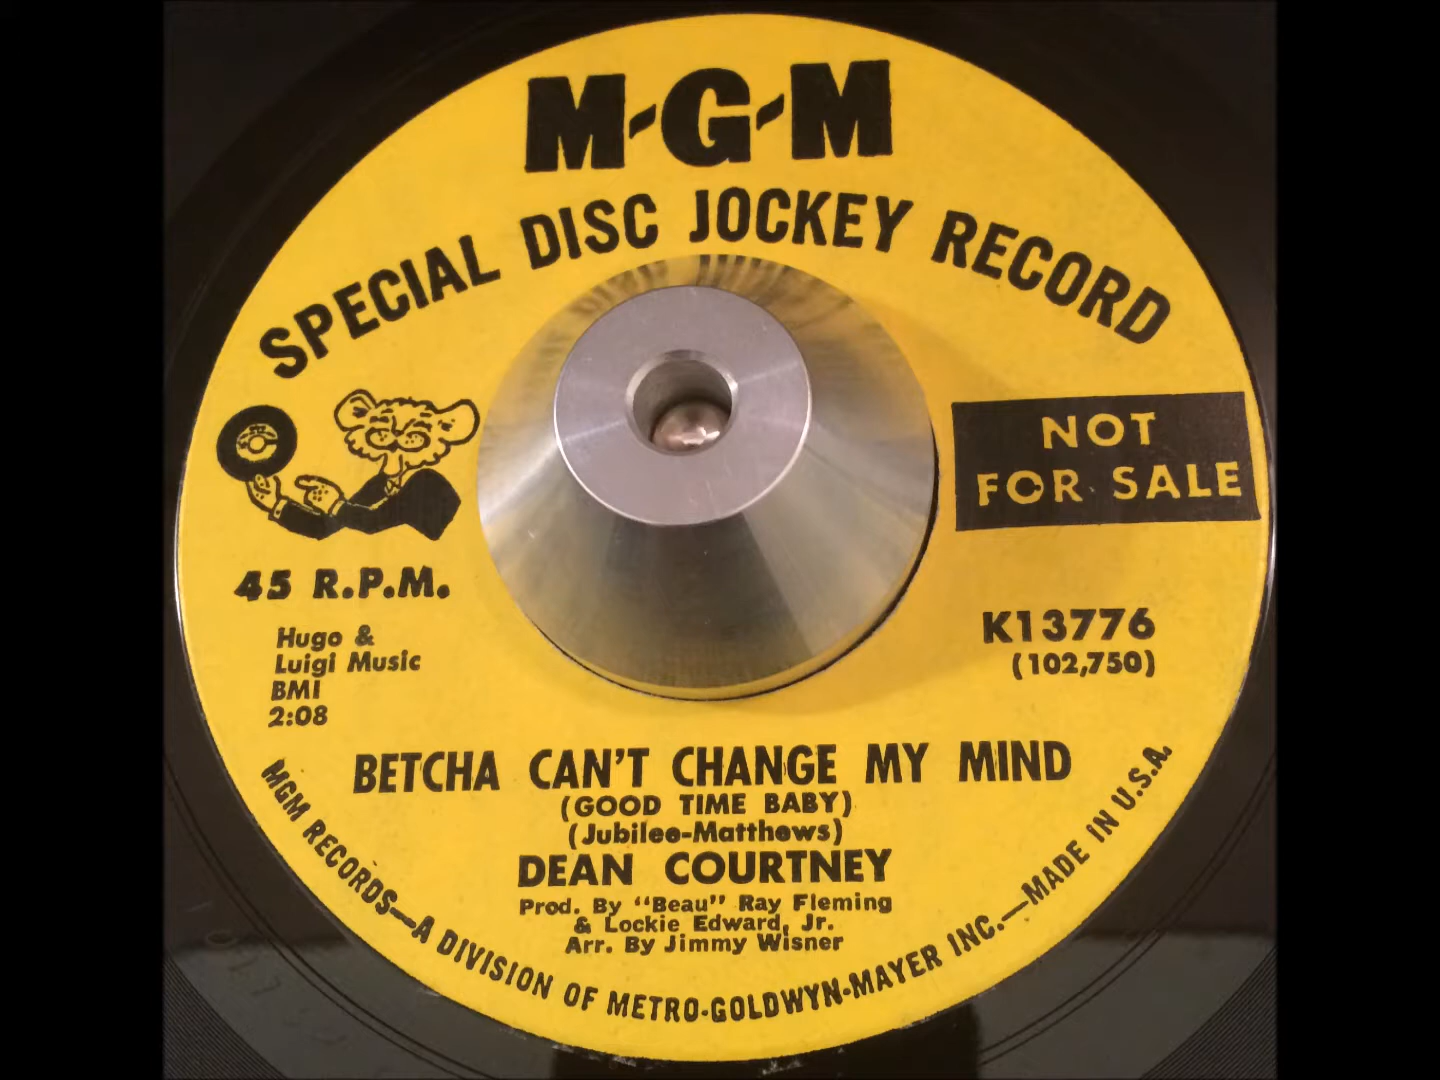 M-G-M
SPECIAL DISC JOCKEY RECORD
NOT
FOR SALE
45 R.P.M.
Hugo &
Luigi Music
BMI
2:08
K13776
(102,750)
BETCHA CAN'T CHANGE MY MIND
(GOOD TIME BABY)
(Jubilee-Matthews)
DEAN COURTNEY
Prod. By "Beau" Ray Fleming
& Lockie Edward, Jr.
Arr. By Jimmy Wisner
MGM RECORDS—A DIVISION OF METRO-GOLDWYN-MAYER INC.—MADE IN U.S.A.